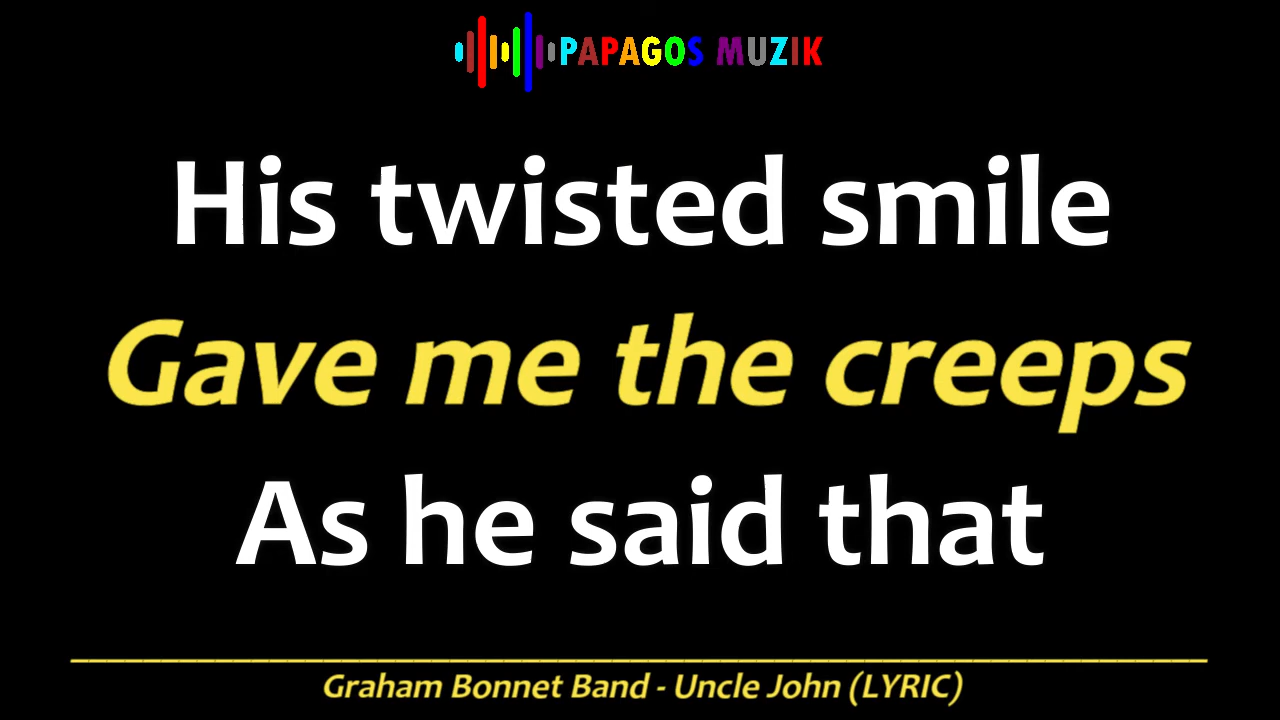 PAPAGOS MUZIK
His twisted smile
Gave me the creeps
As he said that
Graham Bonnet Band - Uncle John (LYRIC)